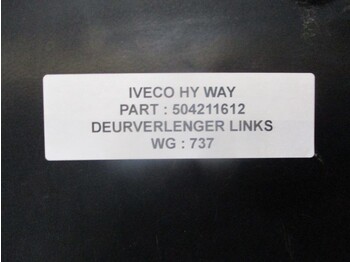 IVECO HY WAY
PART : 504211612
DEURVERLENGER LINKS
WG : 737